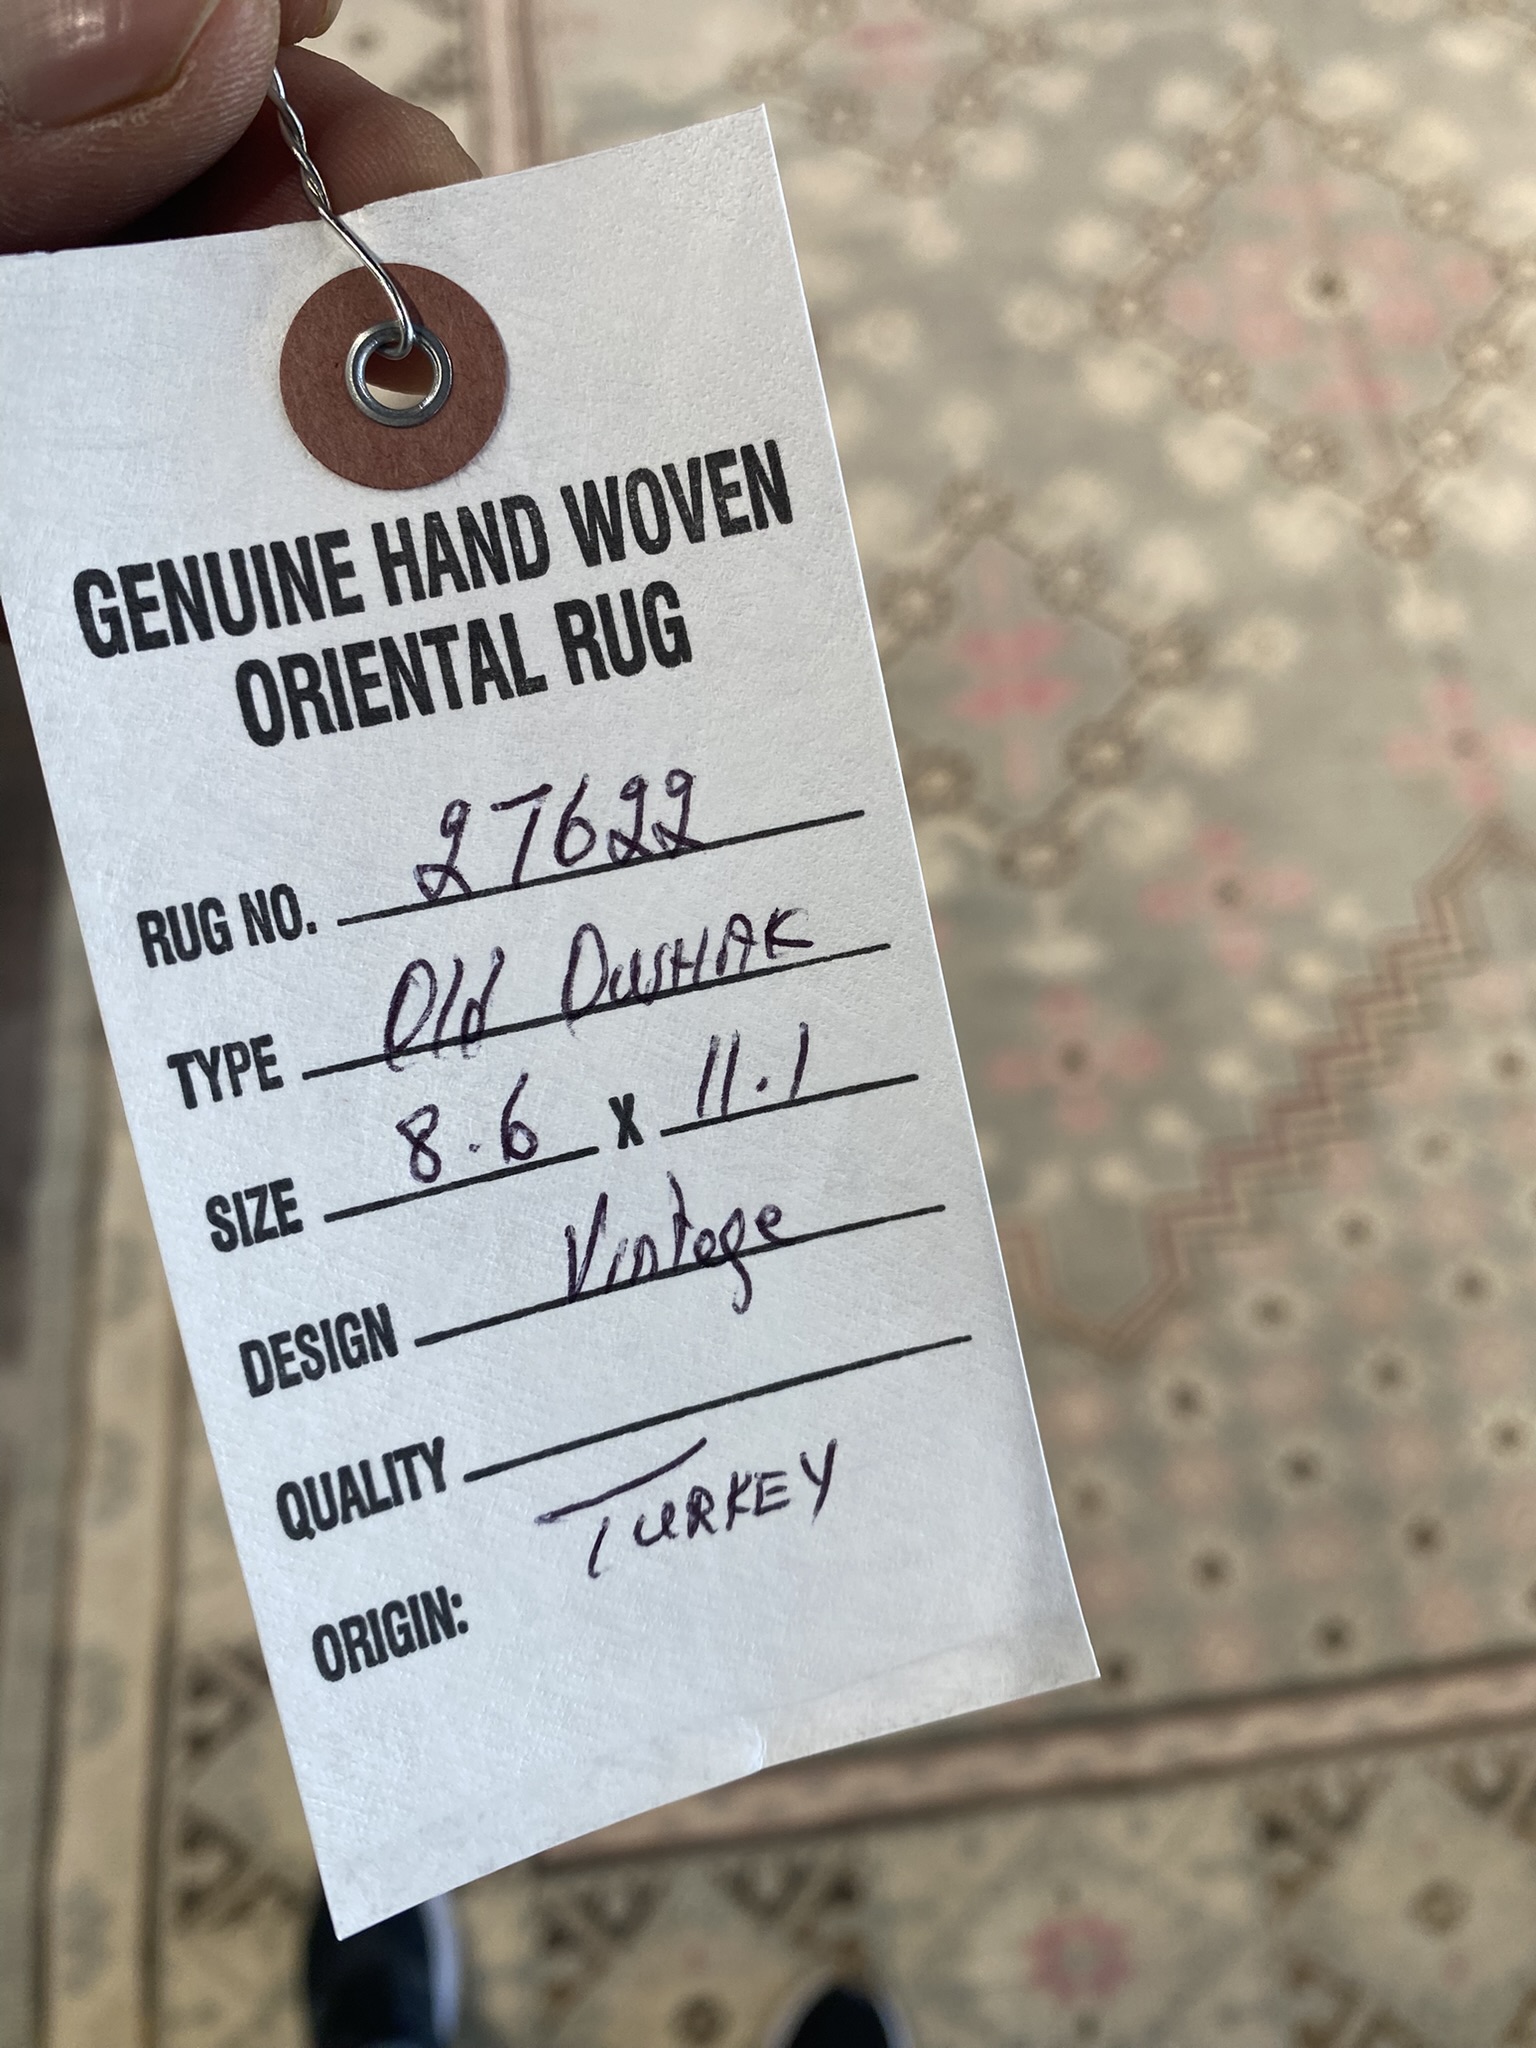 GENUINE HAND WOVEN
ORIENTAL RUG
RUG NO. 27622
TYPE Old OusHAK
SIZE 8.6 X 11.1
DESIGN Vintage
QUALITY
ORIGIN: TURKEY